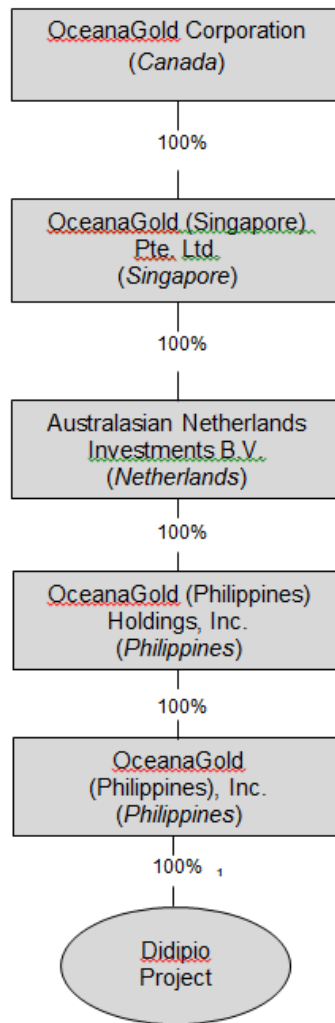 OceanaGold Corporation
(Canada)
100%
OceanaGold (Singapore)
Pte. Ltd.
(Singapore)
100%
Australasian Netherlands
Investments B.V.
(Netherlands)
100%
OceanaGold (Philippines)
Holdings, Inc.
(Philippines)
100%
OceanaGold
(Philippines), Inc.
(Philippines)
100% 1
Didipio
Project